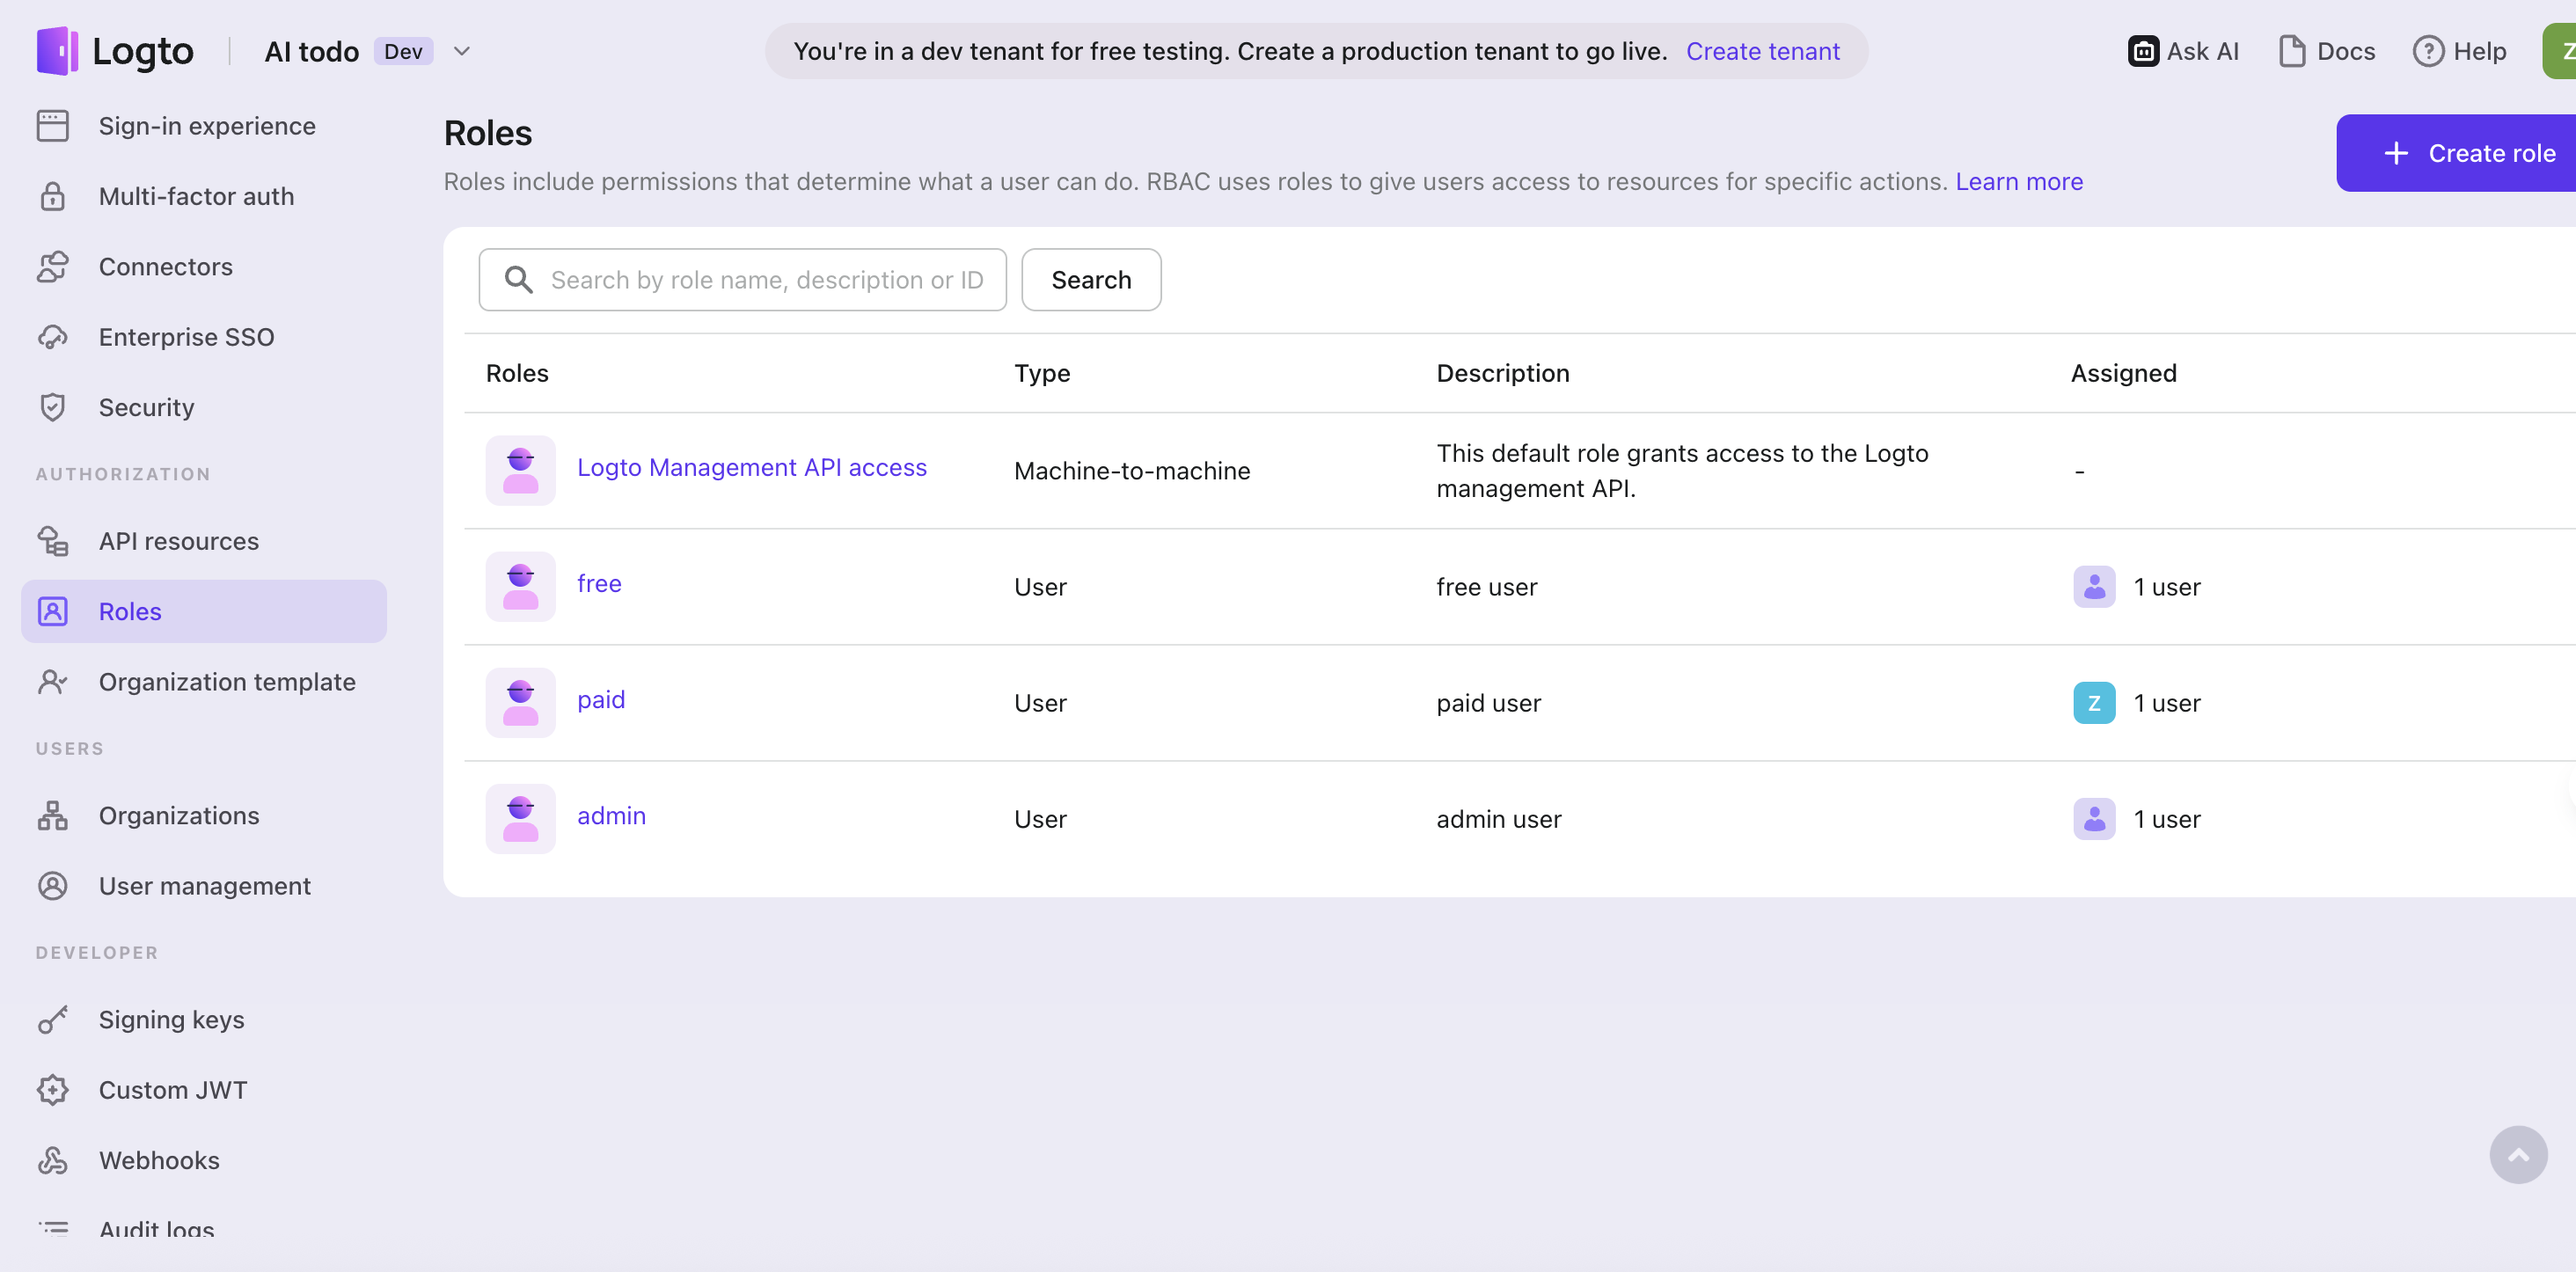 Logto
AI todo Dev
You're in a dev tenant for free testing. Create a production tenant to go live. Create tenant
Ask AI
Docs
Help
Z
Sign-in experience
Multi-factor auth
Connectors
Enterprise SSO
Security
AUTHORIZATION
API resources
Roles
Organization template
USERS
Organizations
User management
DEVELOPER
Signing keys
Custom JWT
Webhooks
Audit logs
Roles
Roles include permissions that determine what a user can do. RBAC uses roles to give users access to resources for specific actions. Learn more
+ Create role
Search by role name, description or ID
Search
Roles Type Description Assigned
Logto Management API access Machine-to-machine This default role grants access to the Logto
management API. -
free User free user 1 user
paid User paid user Z 1 user
admin User admin user 1 user